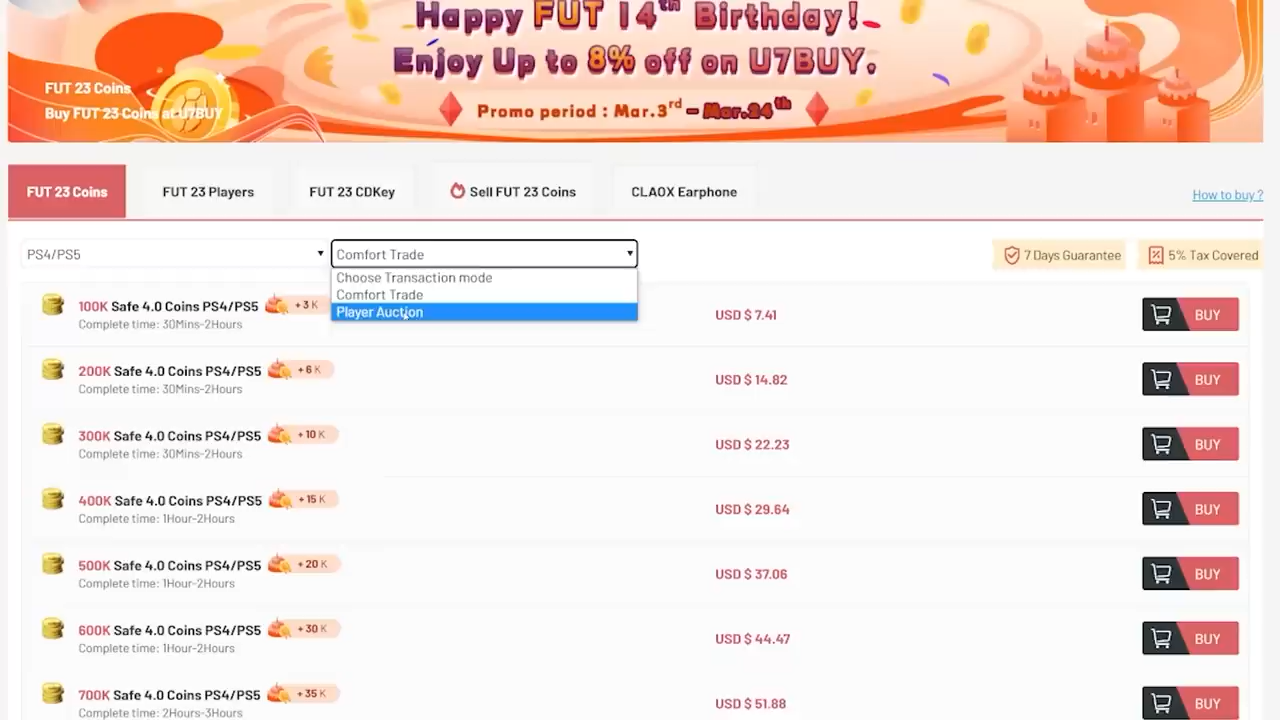 Happy FUT 14th Birthday!
Enjoy Up to 8% off on U7BUY.
FUT 23 Coins
Buy FUT 23 Coins at U7BUY
Promo period : Mar.3rd – Mar.24th
FUT 23 Coins
FUT 23 Players
FUT 23 CDKey
Sell FUT 23 Coins
CLAOX Earphone
How to buy ?
PS4/PS5
Comfort Trade
7 Days Guarantee
5% Tax Covered
Choose Transaction mode
Comfort Trade
Player Auction
100K Safe 4.0 Coins PS4/PS5 +3 K
Complete time: 30Mins-2Hours
USD $ 7.41
BUY
200K Safe 4.0 Coins PS4/PS5 +6 K
Complete time: 30Mins-2Hours
USD $ 14.82
BUY
300K Safe 4.0 Coins PS4/PS5 +10 K
Complete time: 30Mins-2Hours
USD $ 22.23
BUY
400K Safe 4.0 Coins PS4/PS5 +15 K
Complete time: 1Hour-2Hours
USD $ 29.64
BUY
500K Safe 4.0 Coins PS4/PS5 +20 K
Complete time: 1Hour-2Hours
USD $ 37.06
BUY
600K Safe 4.0 Coins PS4/PS5 +30 K
Complete time: 1Hour-2Hours
USD $ 44.47
BUY
700K Safe 4.0 Coins PS4/PS5 +35 K
Complete time: 2Hours-3Hours
USD $ 51.88
BUY